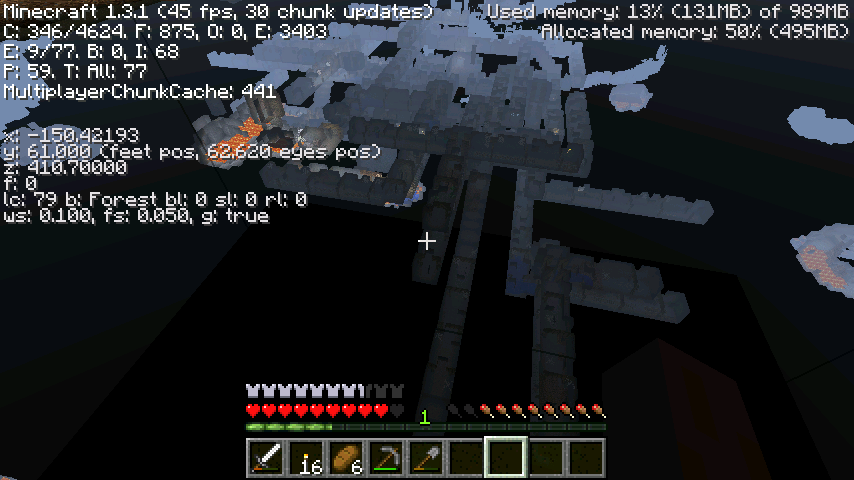 Minecraft 1.3.1 (45 fps, 30 chunk updates)
Used memory: 13% (131MB) of 989MB
C: 346/4624. F: 875, O: 0, E: 3403
Allocated memory: 50% (495MB)
E: 9/77. B: 0, I: 68
P: 59. T: All: 77
MultiplayerChunkCache: 441
x: -150.42193
y: 61.000 (feet pos, 62.620 eyes pos)
z: 410.70000
f: 0
lc: 79 b: Forest bl: 0 sl: 0 rl: 0
ws: 0.100, fs: 0.050, g: true
1
16
6